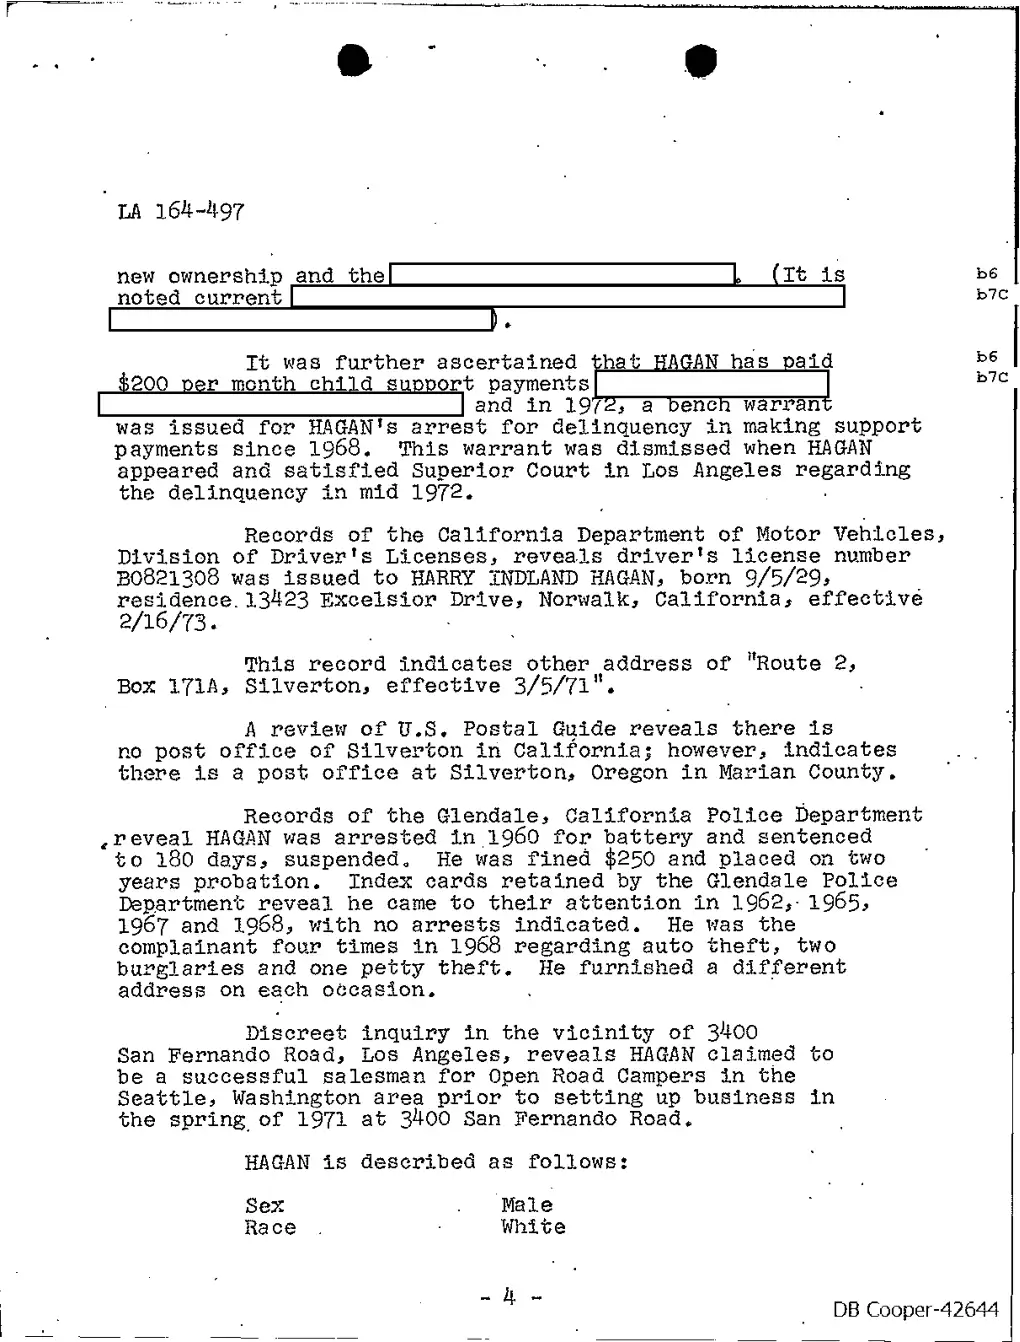 LA 164-497
new ownership and the . (It is b6
noted current b7C
).
It was further ascertained that HAGAN has paid b6
$200 per month child support payments b7C
and in 1972, a bench warrant
was issued for HAGAN's arrest for delinquency in making support
payments since 1968. This warrant was dismissed when HAGAN
appeared and satisfied Superior Court in Los Angeles regarding
the delinquency in mid 1972.
Records of the California Department of Motor Vehicles,
Division of Driver's Licenses, reveals driver's license number
B0821308 was issued to HARRY INDLAND HAGAN, born 9/5/29,
residence 13423 Excelsior Drive, Norwalk, California, effective
2/16/73.
This record indicates other address of "Route 2,
Box 171A, Silverton, effective 3/5/71".
A review of U.S. Postal Guide reveals there is
no post office of Silverton in California; however, indicates
there is a post office at Silverton, Oregon in Marian County.
Records of the Glendale, California Police Department
reveal HAGAN was arrested in 1960 for battery and sentenced
to 180 days, suspended. He was fined $250 and placed on two
years probation. Index cards retained by the Glendale Police
Department reveal he came to their attention in 1962, 1965,
1967 and 1968, with no arrests indicated. He was the
complainant four times in 1968 regarding auto theft, two
burglaries and one petty theft. He furnished a different
address on each occasion.
Discreet inquiry in the vicinity of 3400
San Fernando Road, Los Angeles, reveals HAGAN claimed to
be a successful salesman for Open Road Campers in the
Seattle, Washington area prior to setting up business in
the spring of 1971 at 3400 San Fernando Road.
HAGAN is described as follows:
Sex Male
Race White
- 4 -
DB Cooper-42644